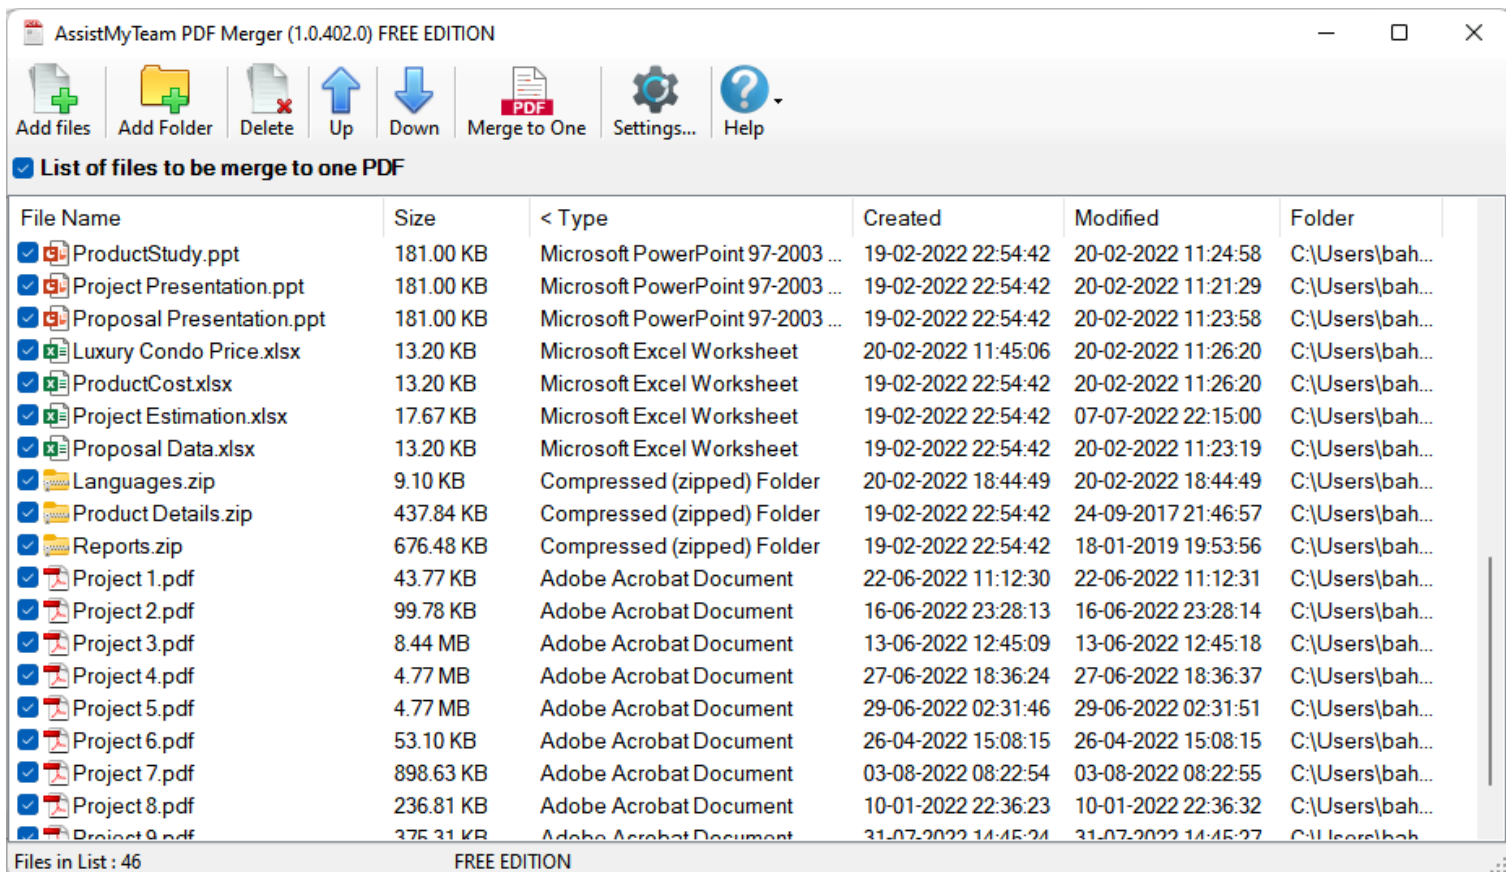 AssistMyTeam PDF Merger (1.0.402.0) FREE EDITION
PDF
Add files Add Folder Delete Up Down Merge to One Settings... Help
List of files to be merge to one PDF
File Name Size < Type Created Modified Folder
ProductStudy.ppt 181.00 KB Microsoft PowerPoint 97-2003 ... 19-02-2022 22:54:42 20-02-2022 11:24:58 C:\Users\bah...
Project Presentation.ppt 181.00 KB Microsoft PowerPoint 97-2003 ... 19-02-2022 22:54:42 20-02-2022 11:21:29 C:\Users\bah...
Proposal Presentation.ppt 181.00 KB Microsoft PowerPoint 97-2003 ... 19-02-2022 22:54:42 20-02-2022 11:23:58 C:\Users\bah...
Luxury Condo Price.xlsx 13.20 KB Microsoft Excel Worksheet 20-02-2022 11:45:06 20-02-2022 11:26:20 C:\Users\bah...
ProductCost.xlsx 13.20 KB Microsoft Excel Worksheet 19-02-2022 22:54:42 20-02-2022 11:26:20 C:\Users\bah...
Project Estimation.xlsx 17.67 KB Microsoft Excel Worksheet 19-02-2022 22:54:42 07-07-2022 22:15:00 C:\Users\bah...
Proposal Data.xlsx 13.20 KB Microsoft Excel Worksheet 19-02-2022 22:54:42 20-02-2022 11:23:19 C:\Users\bah...
Languages.zip 9.10 KB Compressed (zipped) Folder 20-02-2022 18:44:49 20-02-2022 18:44:49 C:\Users\bah...
Product Details.zip 437.84 KB Compressed (zipped) Folder 19-02-2022 22:54:42 24-09-2017 21:46:57 C:\Users\bah...
Reports.zip 676.48 KB Compressed (zipped) Folder 19-02-2022 22:54:42 18-01-2019 19:53:56 C:\Users\bah...
Project 1.pdf 43.77 KB Adobe Acrobat Document 22-06-2022 11:12:30 22-06-2022 11:12:31 C:\Users\bah...
Project 2.pdf 99.78 KB Adobe Acrobat Document 16-06-2022 23:28:13 16-06-2022 23:28:14 C:\Users\bah...
Project 3.pdf 8.44 MB Adobe Acrobat Document 13-06-2022 12:45:09 13-06-2022 12:45:18 C:\Users\bah...
Project 4.pdf 4.77 MB Adobe Acrobat Document 27-06-2022 18:36:24 27-06-2022 18:36:37 C:\Users\bah...
Project 5.pdf 4.77 MB Adobe Acrobat Document 29-06-2022 02:31:46 29-06-2022 02:31:51 C:\Users\bah...
Project 6.pdf 53.10 KB Adobe Acrobat Document 26-04-2022 15:08:15 26-04-2022 15:08:15 C:\Users\bah...
Project 7.pdf 898.63 KB Adobe Acrobat Document 03-08-2022 08:22:54 03-08-2022 08:22:55 C:\Users\bah...
Project 8.pdf 236.81 KB Adobe Acrobat Document 10-01-2022 22:36:23 10-01-2022 22:36:32 C:\Users\bah...
Project 9.pdf 375.31 KB Adobe Acrobat Document 31-07-2022 14:45:24 31-07-2022 14:45:27 C:\Users\bah...
Files in List : 46 FREE EDITION